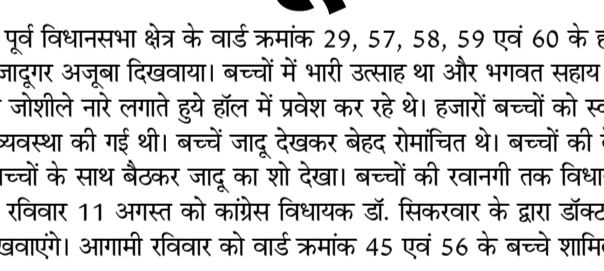 पूर्व विधानसभा क्षेत्र के वार्ड क्रमांक 29, 57, 58, 59 एवं 60 के
जादूगर अजूबा दिखवाया। बच्चों में भारी उत्साह था और भगवत सहाय
जोशीले नारे लगाते हुये हॉल में प्रवेश कर रहे थे। हजारों बच्चों को
व्यवस्था की गई थी। बच्चें जादू देखकर बेहद रोमांचित थे। बच्चों की
बच्चों के साथ बैठकर जादू का शो देखा। बच्चों की रवानगी तक
रविवार 11 अगस्त को कांग्रेस विधायक डॉ. सिकरवार के द्वारा
आगामी रविवार को वार्ड क्रमांक 45 एवं 56 के बच्चे